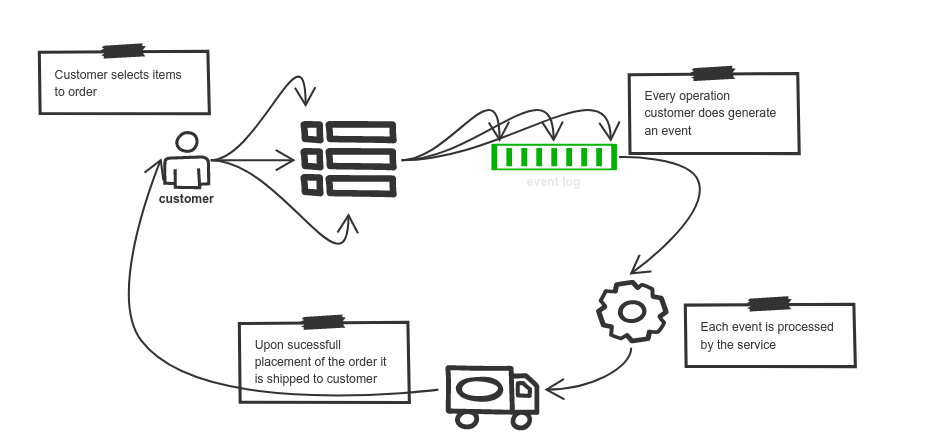 Customer selects items
to order
Every operation
customer does generate
an event
customer
event log
Each event is processed
by the service
Upon sucessfull
placement of the order it
is shipped to customer